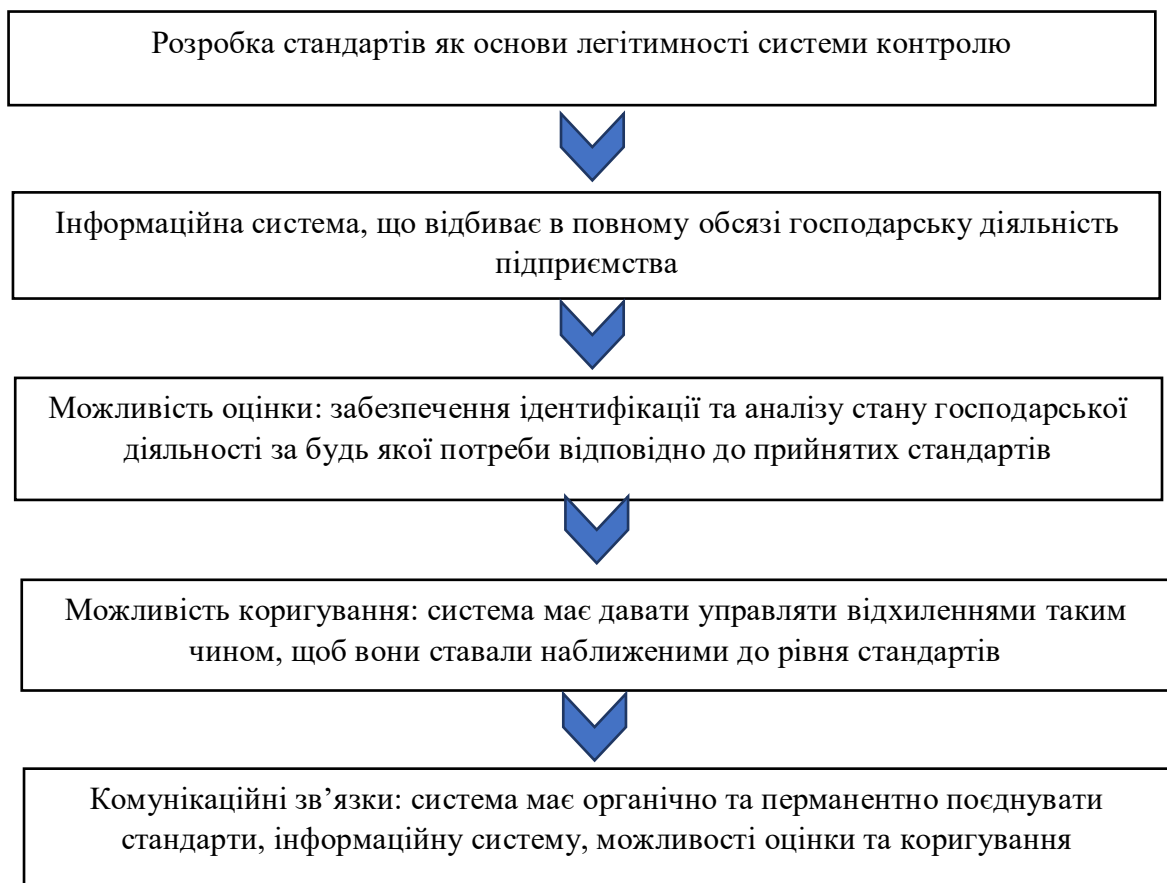 Розробка стандартів як основи легітимності системи контролю
Інформаційна система, що відбиває в повному обсязі господарську діяльність
підприємства
Можливість оцінки: забезпечення ідентифікації та аналізу стану господарської
діяльності за будь якої потреби відповідно до прийнятих стандартів
Можливість коригування: система має давати управляти відхиленнями таким
чином, щоб вони ставали наближеними до рівня стандартів
Комунікаційні зв’язки: система має органічно та перманентно поєднувати
стандарти, інформаційну систему, можливості оцінки та коригування